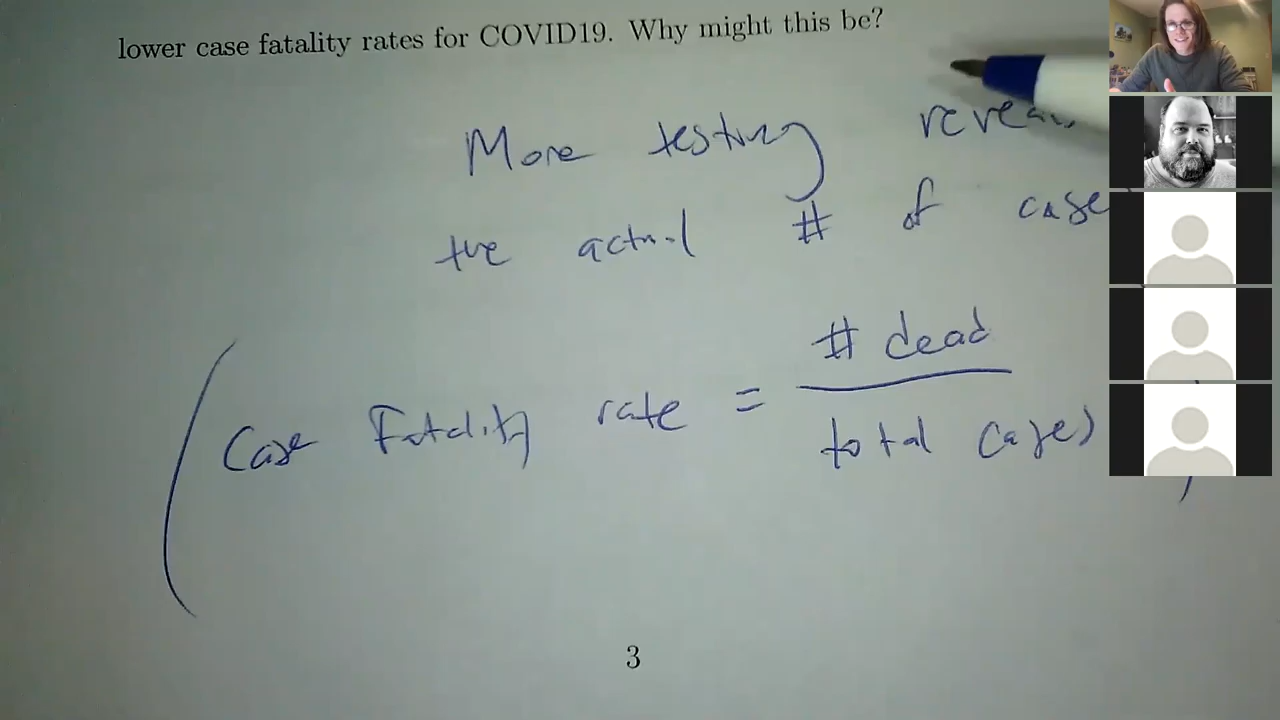 lower case fatality rates for COVID19. Why might this be?
More testing
the actual # of case
# dead
(Case Fatality rate =
total cases)
3